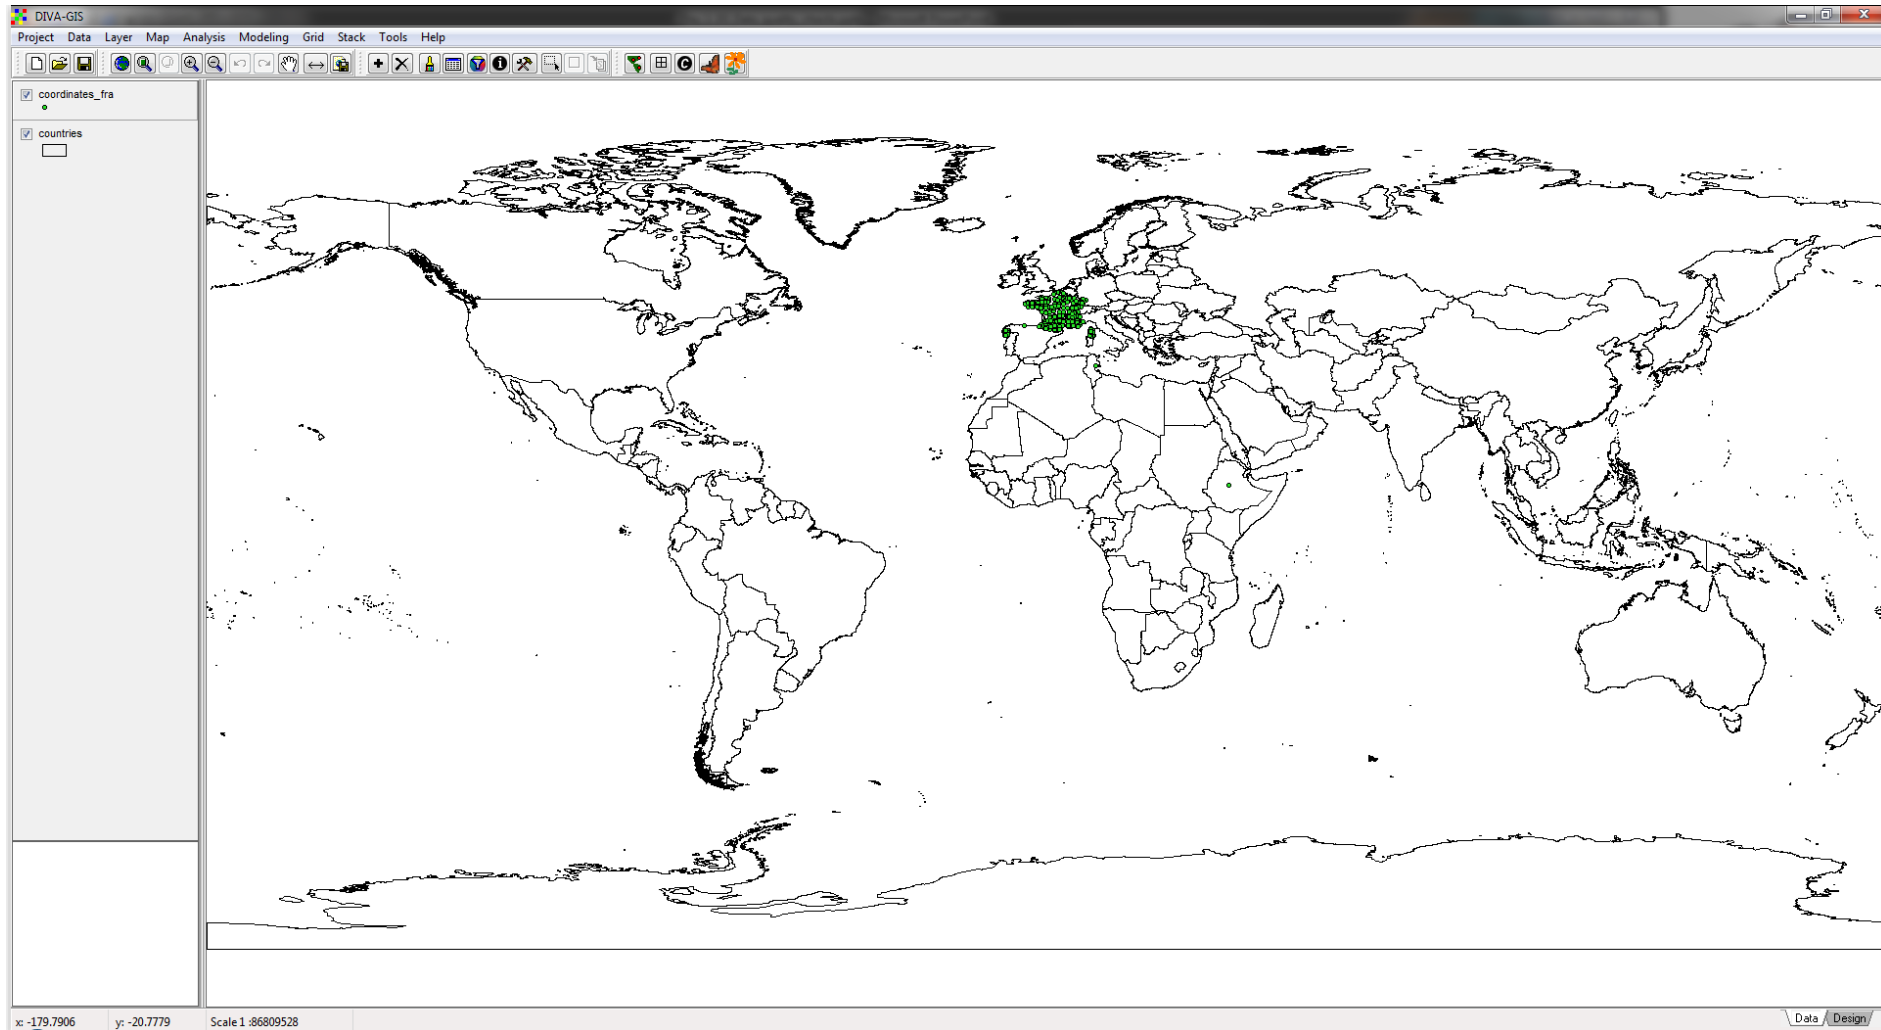 DIVA-GIS
Project Data Layer Map Analysis Modeling Grid Stack Tools Help
coordinates_fra
countries
x: -179.7906 y: -20.7779 Scale 1 :86809528
Data Design